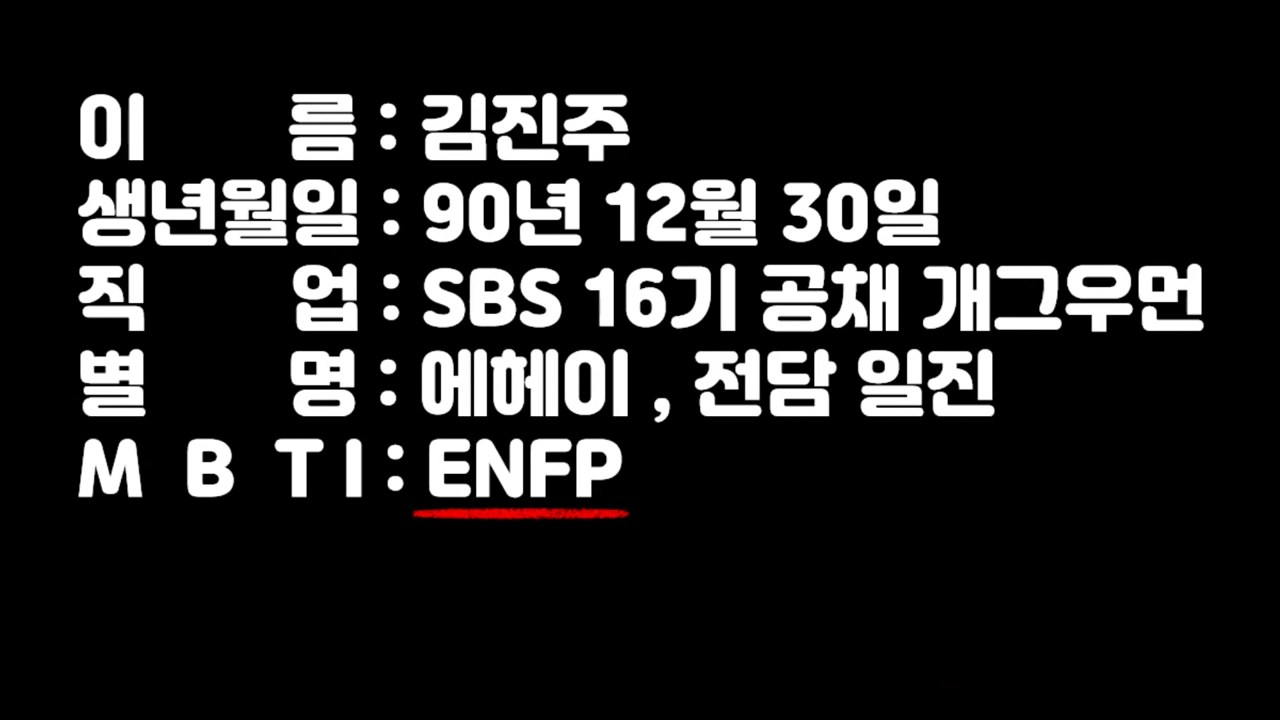 이 름 : 김진주
생년월일 : 90년 12월 30일
직 업 : SBS 16기 공채 개그우먼
별 명 : 에헤이 , 전담 일진
M B T I : ENFP